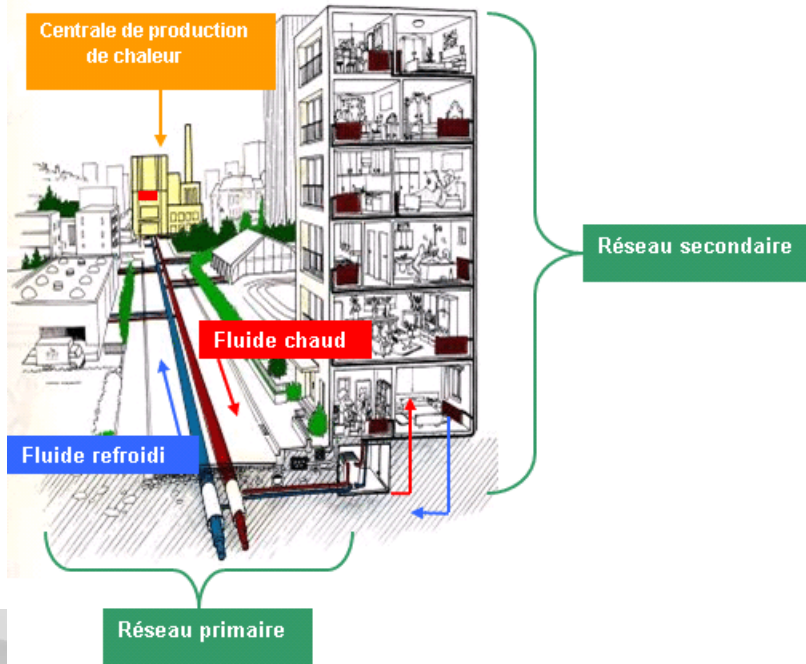 Centrale de production
de chaleur
Réseau secondaire
Fluide chaud
Fluide refroidi
Réseau primaire